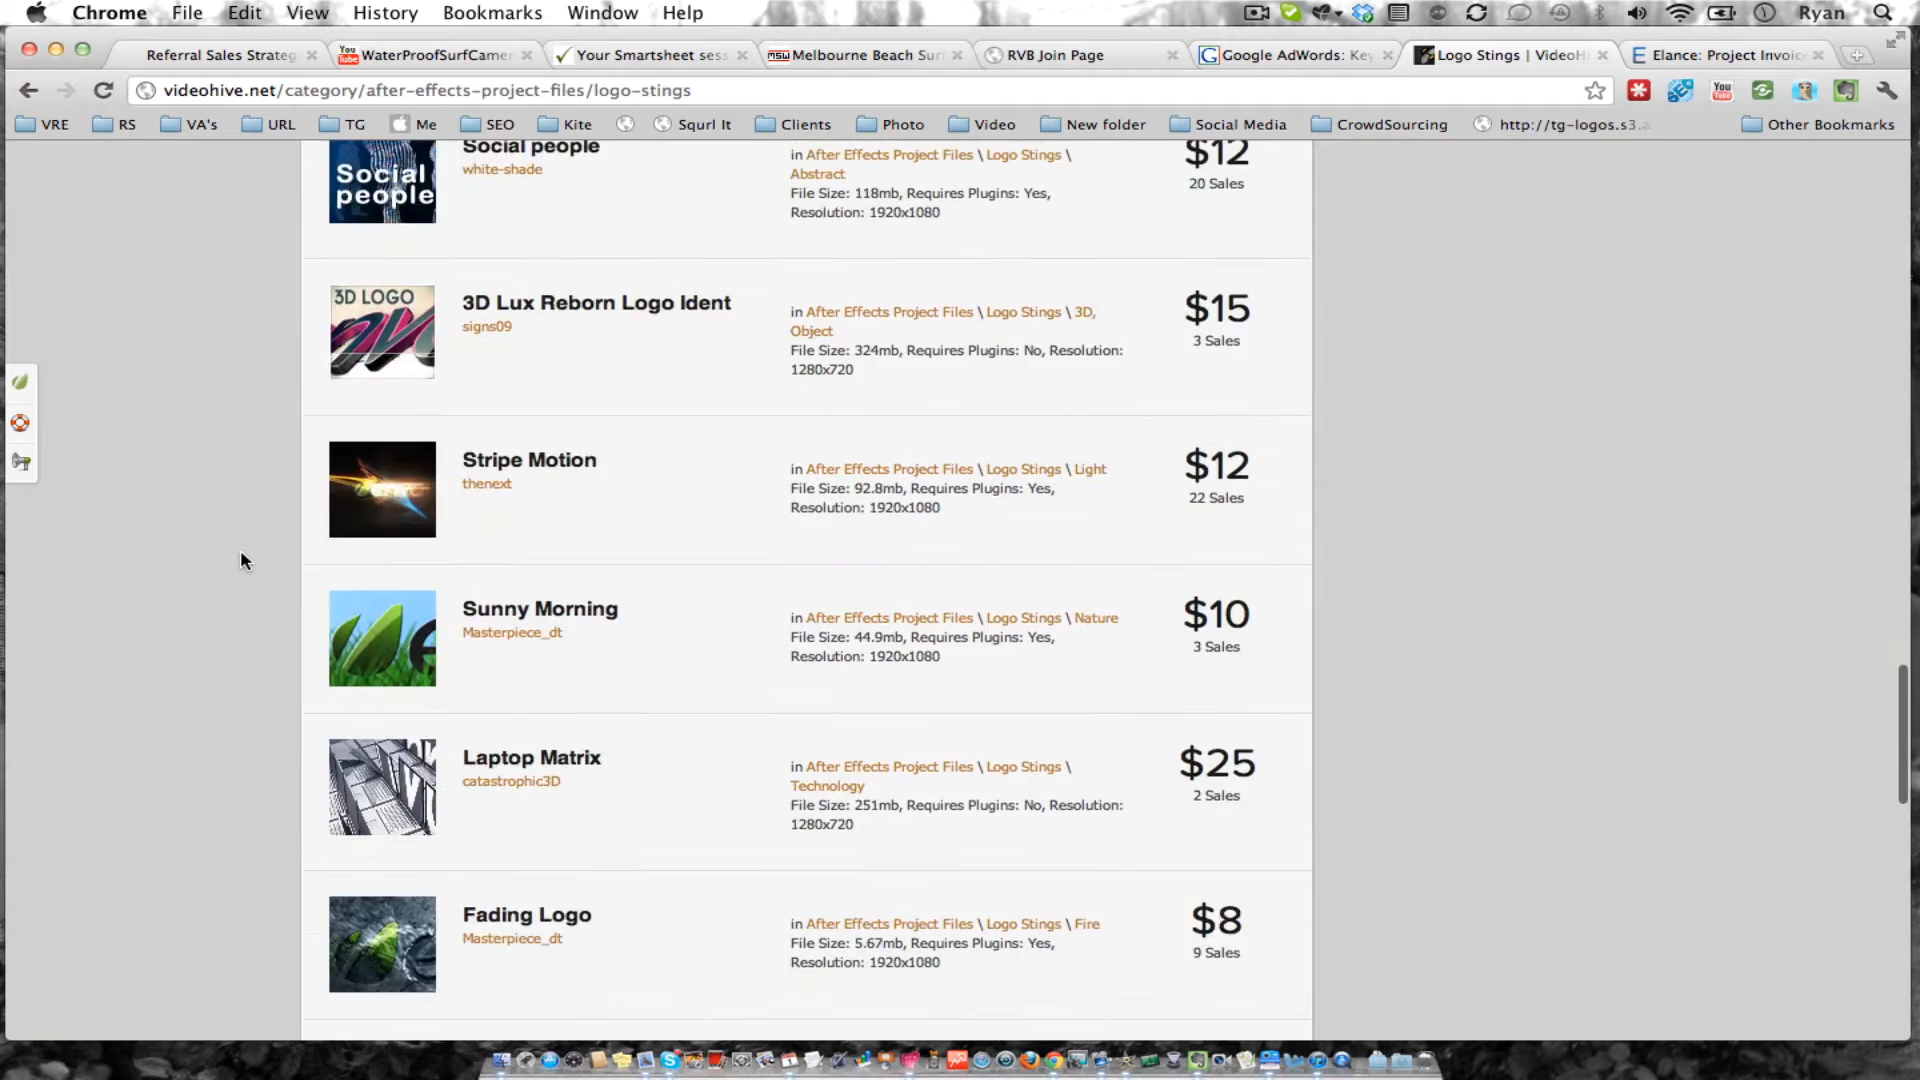 Chrome File Edit View History Bookmarks Window Help Ryan
Referral Sales Strateg WaterProofSurfCamer Your Smartsheet sess Melbourne Beach Sur RVB Join Page Google AdWords: Key Logo Stings | VideoHi Elance: Project Invoic
videohive.net/category/after-effects-project-files/logo-stings
VRE RS VA's URL TG Me SEO Kite Squrl It Clients Photo Video New folder Social Media CrowdSourcing http://tg-logos.s3.a Other Bookmarks
Social
people
Social people
white-shade
in After Effects Project Files \ Logo Stings \
Abstract
File Size: 118mb, Requires Plugins: Yes,
Resolution: 1920x1080
$12
20 Sales
3D LOGO
3D Lux Reborn Logo Ident
signs09
in After Effects Project Files \ Logo Stings \ 3D,
Object
File Size: 324mb, Requires Plugins: No, Resolution:
1280x720
$15
3 Sales
Stripe Motion
thenext
in After Effects Project Files \ Logo Stings \ Light
File Size: 92.8mb, Requires Plugins: Yes,
Resolution: 1920x1080
$12
22 Sales
Sunny Morning
Masterpiece_dt
in After Effects Project Files \ Logo Stings \ Nature
File Size: 44.9mb, Requires Plugins: Yes,
Resolution: 1920x1080
$10
3 Sales
Laptop Matrix
catastrophic3D
in After Effects Project Files \ Logo Stings \
Technology
File Size: 251mb, Requires Plugins: No, Resolution:
1280x720
$25
2 Sales
Fading Logo
Masterpiece_dt
in After Effects Project Files \ Logo Stings \ Fire
File Size: 5.67mb, Requires Plugins: Yes,
Resolution: 1920x1080
$8
9 Sales